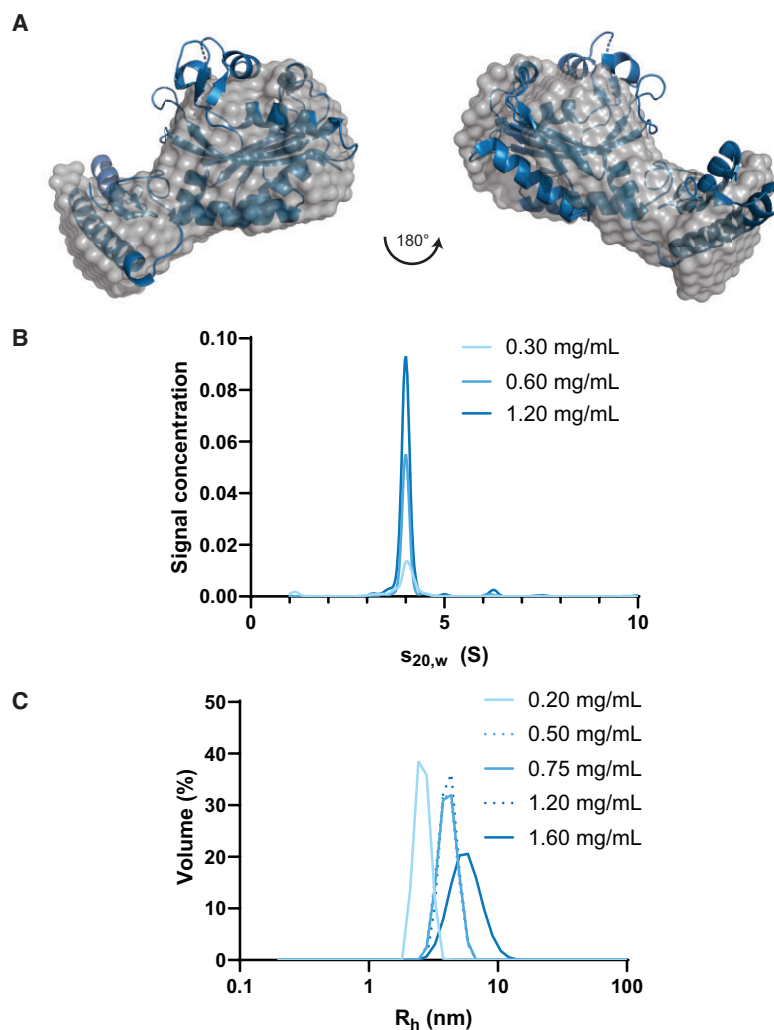 A
180°
B
0.10
0.08
0.06
0.04
0.02
0.00
Signal concentration
0
5
10
s20,w (S)
0.30 mg/mL
0.60 mg/mL
1.20 mg/mL
C
50
40
30
20
10
0
Volume (%)
0.1
1
10
100
Rh (nm)
0.20 mg/mL
0.50 mg/mL
0.75 mg/mL
1.20 mg/mL
1.60 mg/mL